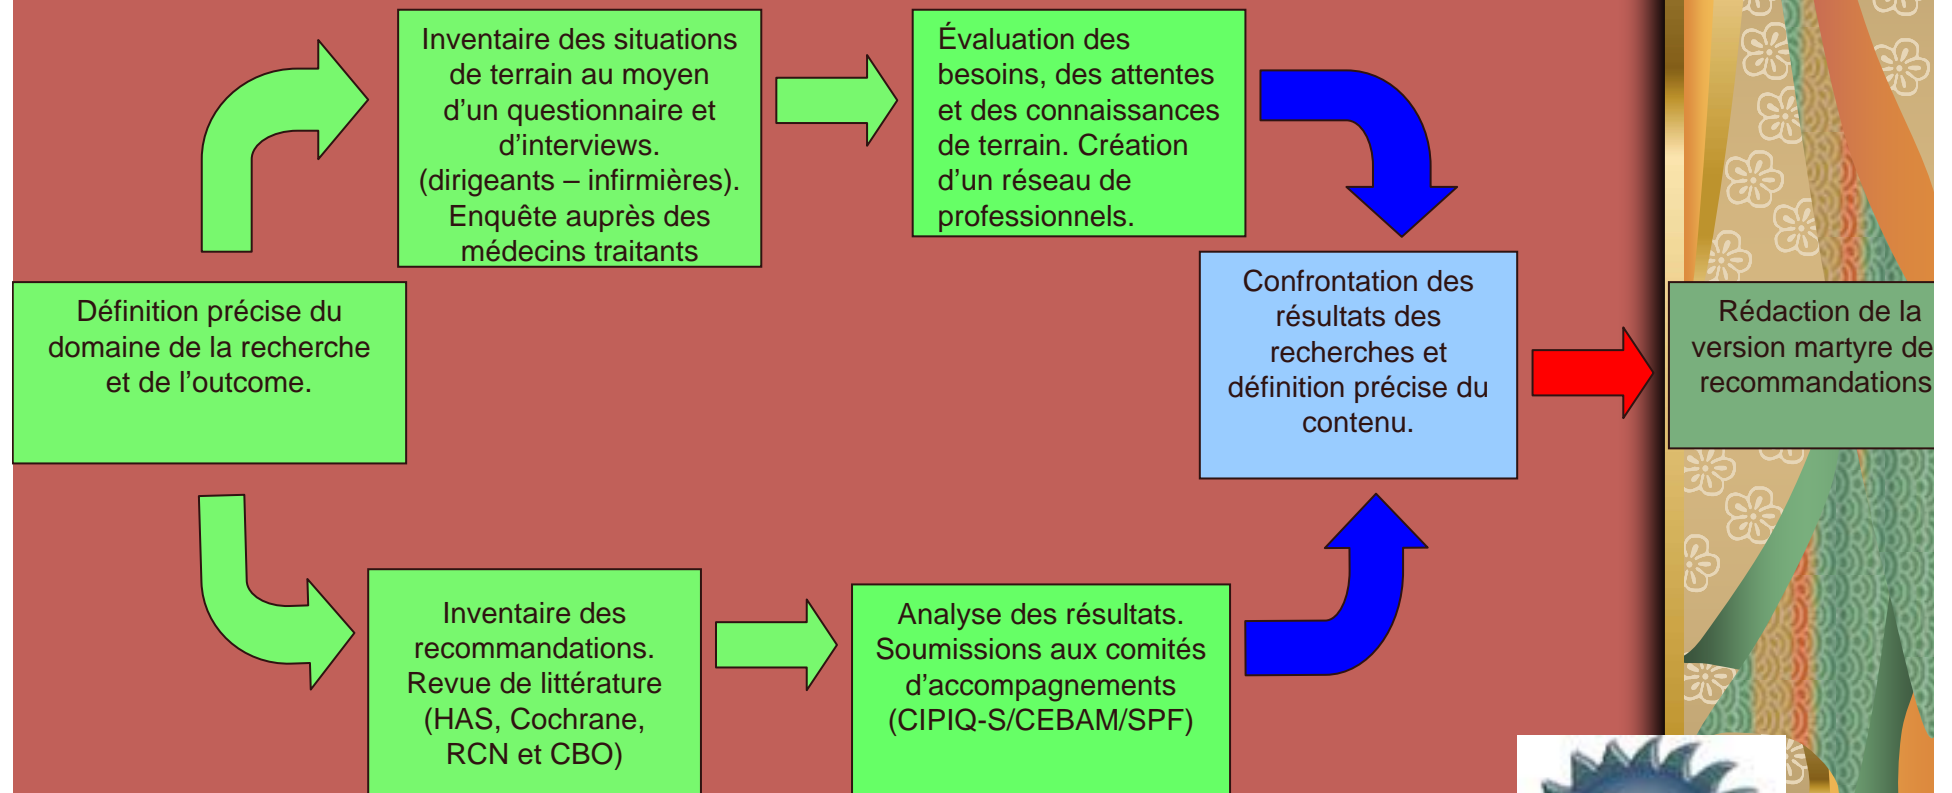 Inventaire des situations
de terrain au moyen
d’un questionnaire et
d’interviews.
(dirigeants – infirmières).
Enquête auprès des
médecins traitants
Évaluation des
besoins, des attentes
et des connaissances
de terrain. Création
d’un réseau de
professionnels.
Définition précise du
domaine de la recherche
et de l’outcome.
Confrontation des
résultats des
recherches et
définition précise du
contenu.
Rédaction de la
version martyre de
recommandations
Inventaire des
recommandations.
Revue de littérature
(HAS, Cochrane,
RCN et CBO)
Analyse des résultats.
Soumissions aux comités
d’accompagnements
(CIPIQ-S/CEBAM/SPF)